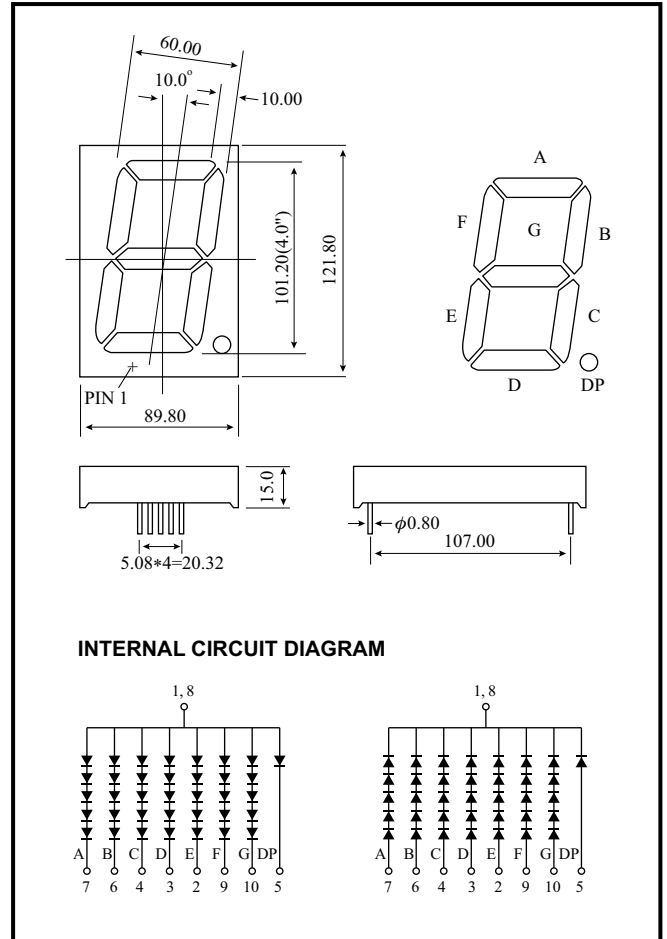 60.00
10.0°
10.00
101.20(4.0")
121.80
PIN 1
89.80
A
F
G
B
E
C
D
DP
15.0
5.08*4=20.32
ϕ0.80
107.00
INTERNAL CIRCUIT DIAGRAM
1, 8
A B C D E F G DP
7 6 4 3 2 9 10 5
1, 8
A B C D E F G DP
7 6 4 3 2 9 10 5